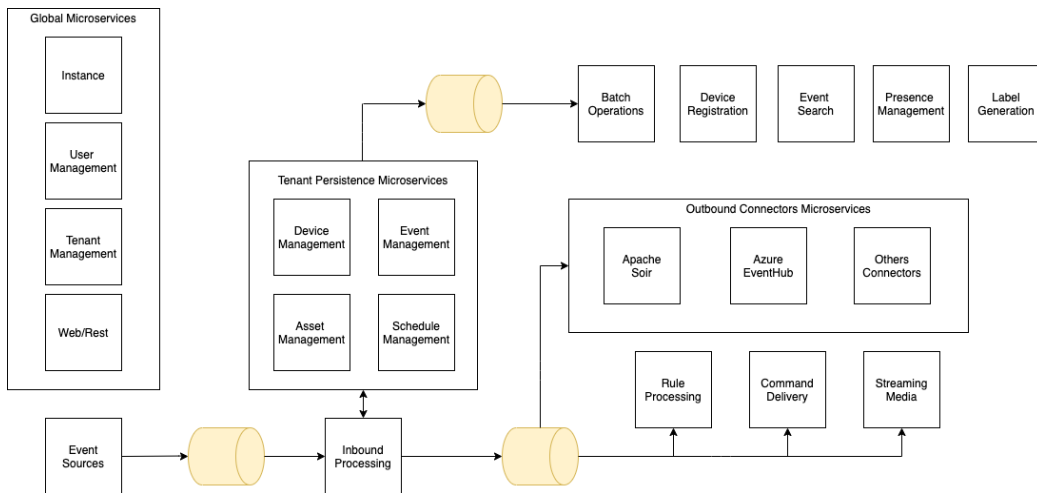 Global Microservices
Instance
User
Management
Tenant
Management
Web/Rest
Event
Sources
Tenant Persistence Microservices
Device
Management
Event
Management
Asset
Management
Schedule
Management
Inbound
Processing
Batch
Operations
Device
Registration
Event
Search
Presence
Management
Label
Generation
Outbound Connectors Microservices
Apache
Soir
Azure
EventHub
Others
Connectors
Rule
Processing
Command
Delivery
Streaming
Media